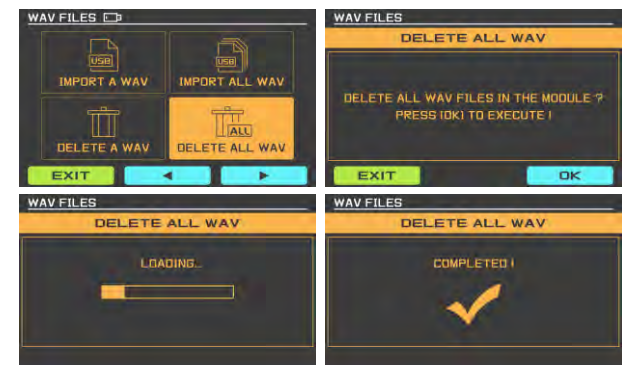 WAV FILES
USB
USB
IMPORT A WAV
IMPORT ALL WAV
ALL
DELETE A WAV
DELETE ALL WAV
EXIT
WAV FILES
DELETE ALL WAV
DELETE ALL WAV FILES IN THE MODULE ?
PRESS [OK] TO EXECUTE !
EXIT
OK
WAV FILES
DELETE ALL WAV
LOADING...
WAV FILES
DELETE ALL WAV
COMPLETED !